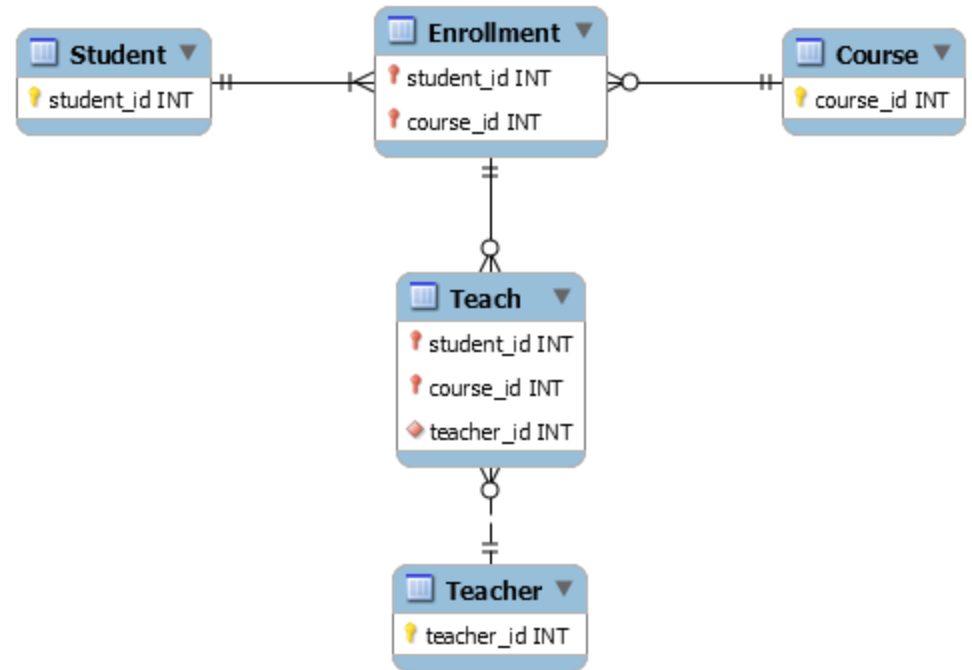 Student
student_id INT
Enrollment
student_id INT
course_id INT
Course
course_id INT
Teach
student_id INT
course_id INT
teacher_id INT
Teacher
teacher_id INT